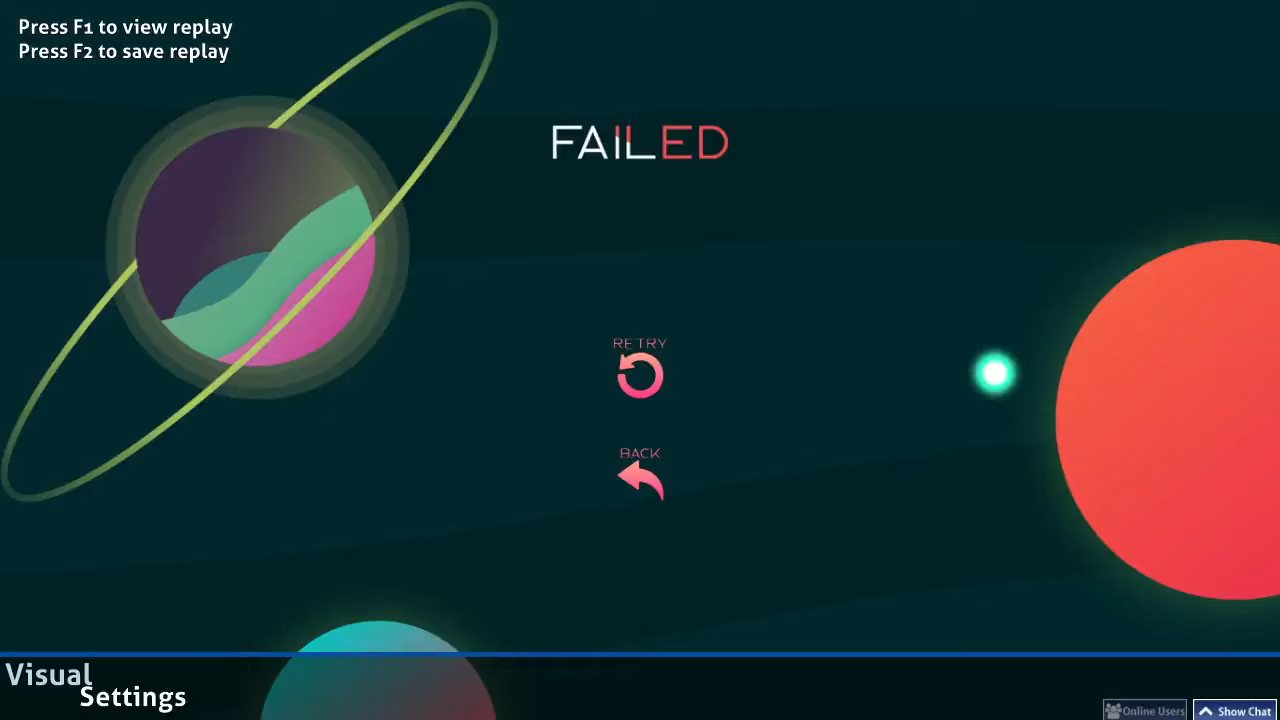 Press F1 to view replay
Press F2 to save replay
FAILED
RETRY
BACK
Visual
Settings
Online Users
Show Chat